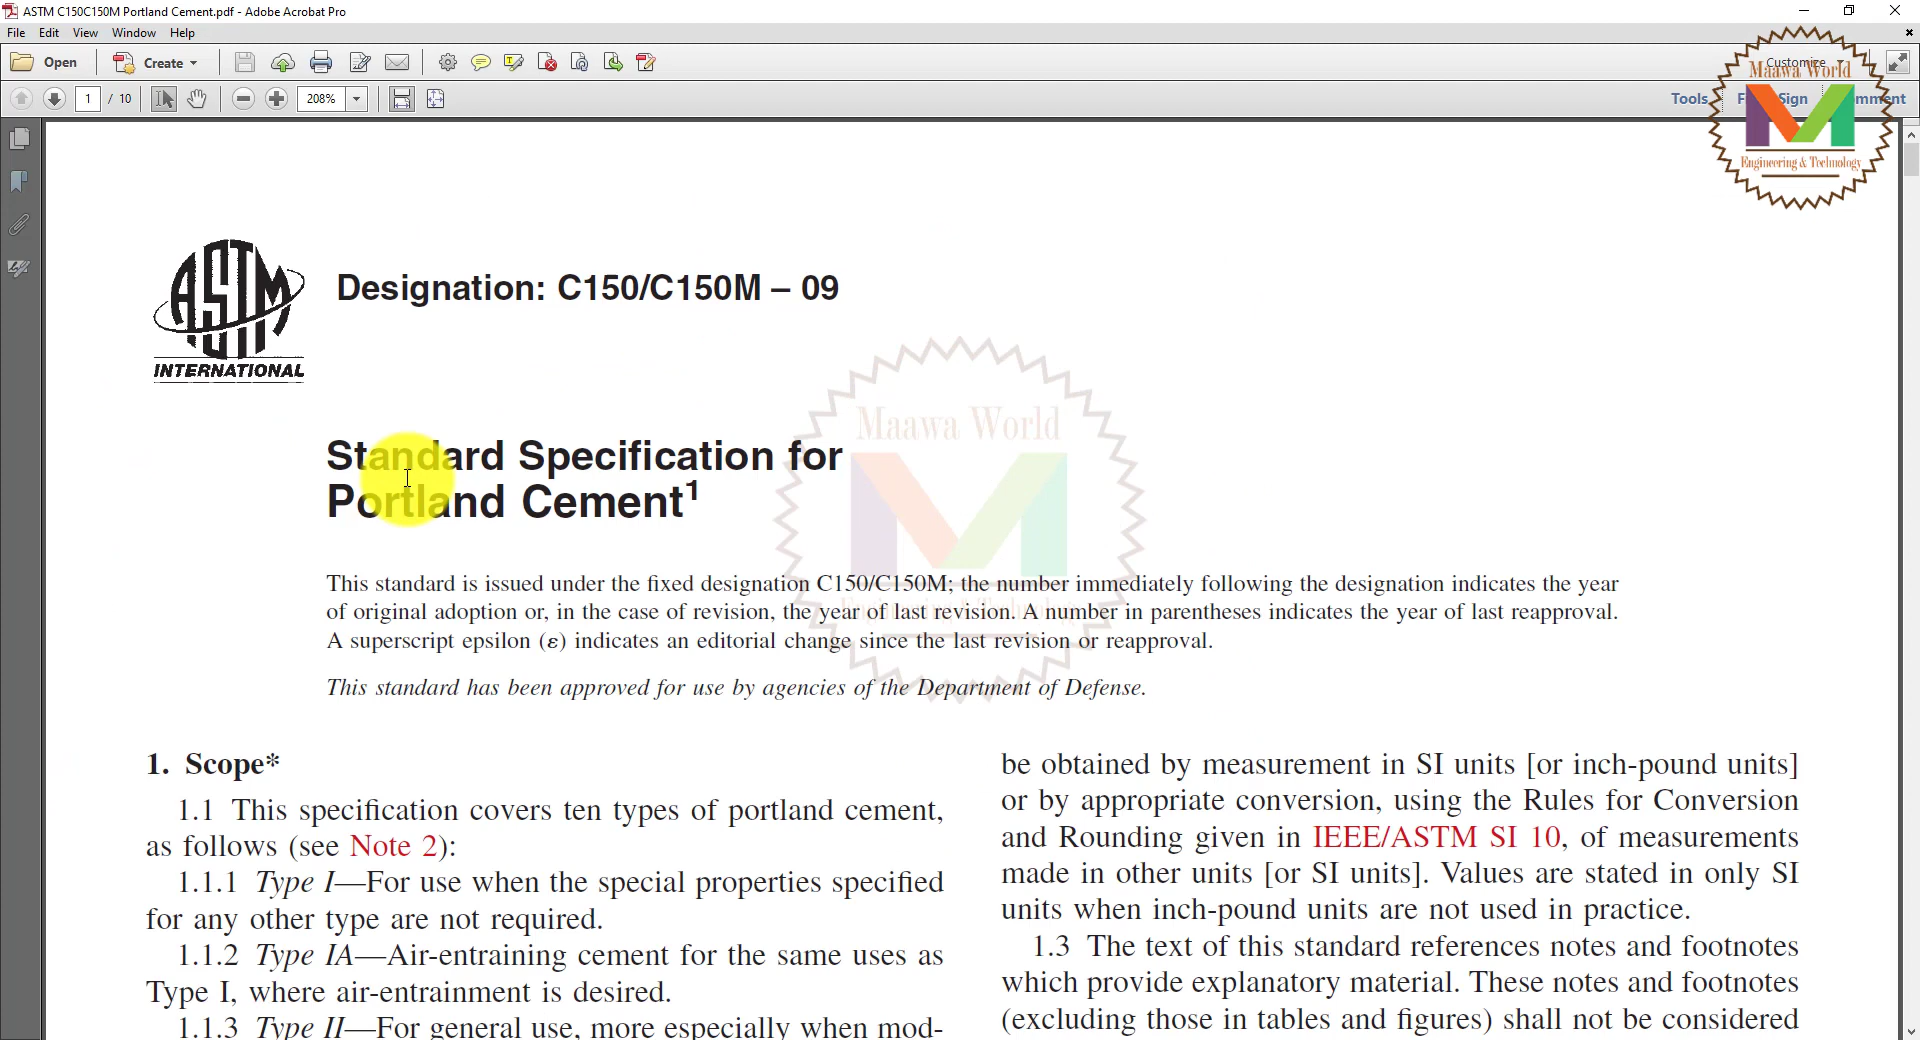 ASTM C150C150M Portland Cement.pdf - Adobe Acrobat Pro
File Edit View Window Help
Open Create Customize
1 / 10 208% Tools Sign
Maawa World
Engineering & Technology
ASTM
INTERNATIONAL
Designation: C150/C150M – 09
Standard Specification for
Portland Cement1
Maawa World
This standard is issued under the fixed designation C150/C150M; the number immediately following the designation indicates the year
of original adoption or, in the case of revision, the year of last revision. A number in parentheses indicates the year of last reapproval.
A superscript epsilon (ε) indicates an editorial change since the last revision or reapproval.
This standard has been approved for use by agencies of the Department of Defense.
1. Scope*
1.1 This specification covers ten types of portland cement,
as follows (see Note 2):
1.1.1 Type I—For use when the special properties specified
for any other type are not required.
1.1.2 Type IA—Air-entraining cement for the same uses as
Type I, where air-entrainment is desired.
1.1.3 Type II—For general use, more especially when mod-
be obtained by measurement in SI units [or inch-pound units]
or by appropriate conversion, using the Rules for Conversion
and Rounding given in IEEE/ASTM SI 10, of measurements
made in other units [or SI units]. Values are stated in only SI
units when inch-pound units are not used in practice.
1.3 The text of this standard references notes and footnotes
which provide explanatory material. These notes and footnotes
(excluding those in tables and figures) shall not be considered